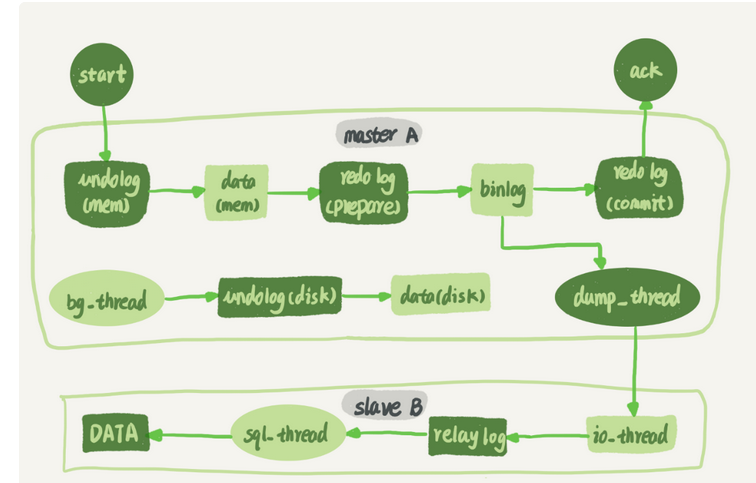 start
ack
master A
undolog
(mem)
data
(mem)
redo log
(prepare)
binlog
redo log
(commit)
bg_thread
undolog(disk)
data(disk)
dump_thread
slave B
DATA
sql_thread
relay log
io_thread